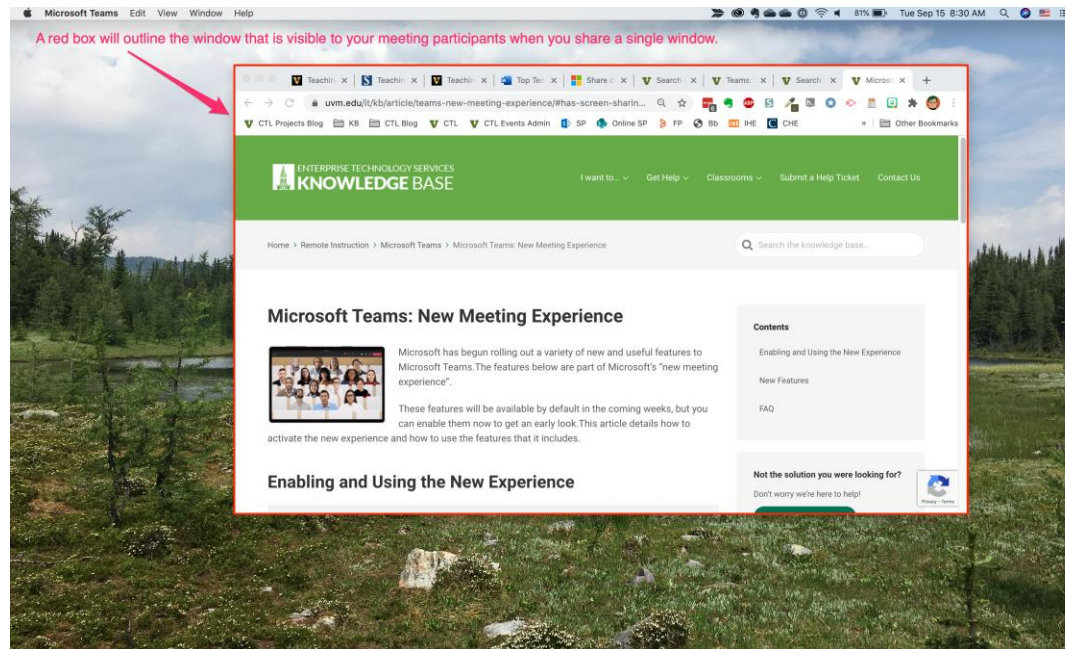 Microsoft Teams Edit View Window Help 81% Tue Sep 15 8:30 AM
A red box will outline the window that is visible to your meeting participants when you share a single window.
Teachin Teachin Teachin Top Ten Share o Search Teams: Search Micros:
uvm.edu/it/kb/article/teams-new-meeting-experience/#has-screen-sharin...
CTL Projects Blog KB CTL Blog CTL CTL Events Admin SP Online SP FP Bb IHE CHE » Other Bookmarks
ENTERPRISE TECHNOLOGY SERVICES
KNOWLEDGE BASE
I want to... Get Help Classrooms Submit a Help Ticket Contact Us
Home > Remote Instruction > Microsoft Teams > Microsoft Teams: New Meeting Experience
Search the knowledge base...
Microsoft Teams: New Meeting Experience
Microsoft has begun rolling out a variety of new and useful features to
Microsoft Teams.The features below are part of Microsoft's "new meeting
experience".
These features will be available by default in the coming weeks, but you
can enable them now to get an early look.This article details how to
activate the new experience and how to use the features that it includes.
Enabling and Using the New Experience
Contents
Enabling and Using the New Experience
New Features
FAQ
Not the solution you were looking for?
Don't worry we're here to help!
Privacy - Terms